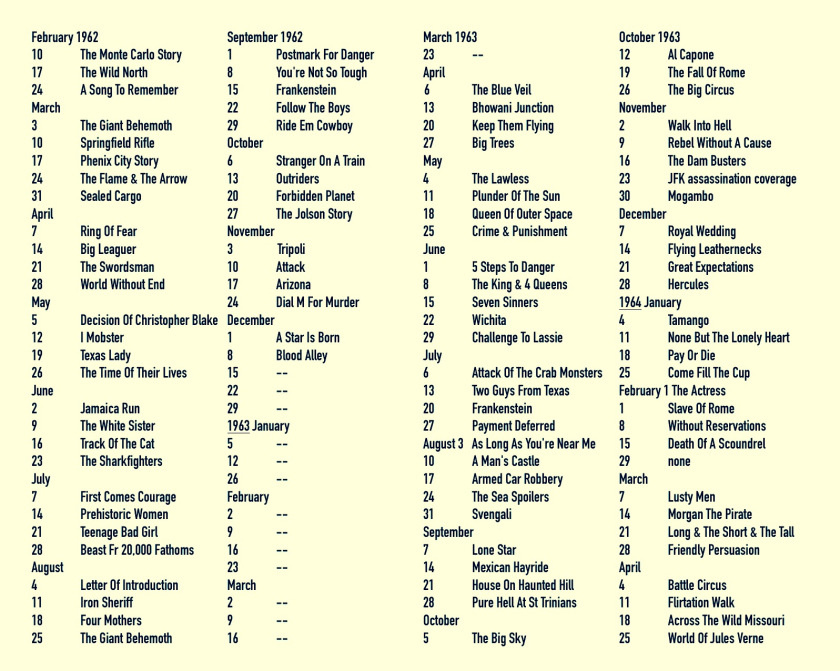 February 1962
10 The Monte Carlo Story
17 The Wild North
24 A Song To Remember
March
3 The Giant Behemoth
10 Springfield Rifle
17 Phenix City Story
24 The Flame & The Arrow
31 Sealed Cargo
April
7 Ring Of Fear
14 Big Leaguer
21 The Swordsman
28 World Without End
May
5 Decision Of Christopher Blake
12 I Mobster
19 Texas Lady
26 The Time Of Their Lives
June
2 Jamaica Run
9 The White Sister
16 Track Of The Cat
23 The Sharkfighters
July
7 First Comes Courage
14 Prehistoric Women
21 Teenage Bad Girl
28 Beast Fr 20,000 Fathoms
August
4 Letter Of Introduction
11 Iron Sheriff
18 Four Mothers
25 The Giant Behemoth
September 1962
1 Postmark For Danger
8 You're Not So Tough
15 Frankenstein
22 Follow The Boys
29 Ride Em Cowboy
October
6 Stranger On A Train
13 Outriders
20 Forbidden Planet
27 The Jolson Story
November
3 Tripoli
10 Attack
17 Arizona
24 Dial M For Murder
December
1 A Star Is Born
8 Blood Alley
15 --
22 --
29 --
1963 January
5 --
12 --
26 --
February
2 --
9 --
16 --
23 --
March
2 --
9 --
16 --
March 1963
23 --
April
6 The Blue Veil
13 Bhowani Junction
20 Keep Them Flying
27 Big Trees
May
4 The Lawless
11 Plunder Of The Sun
18 Queen Of Outer Space
25 Crime & Punishment
June
1 5 Steps To Danger
8 The King & 4 Queens
15 Seven Sinners
22 Wichita
29 Challenge To Lassie
July
6 Attack Of The Crab Monsters
13 Two Guys From Texas
20 Frankenstein
27 Payment Deferred
August 3 As Long As You're Near Me
10 A Man's Castle
17 Armed Car Robbery
24 The Sea Spoilers
31 Svengali
September
7 Lone Star
14 Mexican Hayride
21 House On Haunted Hill
28 Pure Hell At St Trinians
October
5 The Big Sky
October 1963
12 Al Capone
19 The Fall Of Rome
26 The Big Circus
November
2 Walk Into Hell
9 Rebel Without A Cause
16 The Dam Busters
23 JFK assassination coverage
30 Mogambo
December
7 Royal Wedding
14 Flying Leathernecks
21 Great Expectations
28 Hercules
1964 January
4 Tamango
11 None But The Lonely Heart
18 Pay Or Die
25 Come Fill The Cup
February 1 The Actress
1 Slave Of Rome
8 Without Reservations
15 Death Of A Scoundrel
29 none
March
7 Lusty Men
14 Morgan The Pirate
21 Long & The Short & The Tall
28 Friendly Persuasion
April
4 Battle Circus
11 Flirtation Walk
18 Across The Wild Missouri
25 World Of Jules Verne